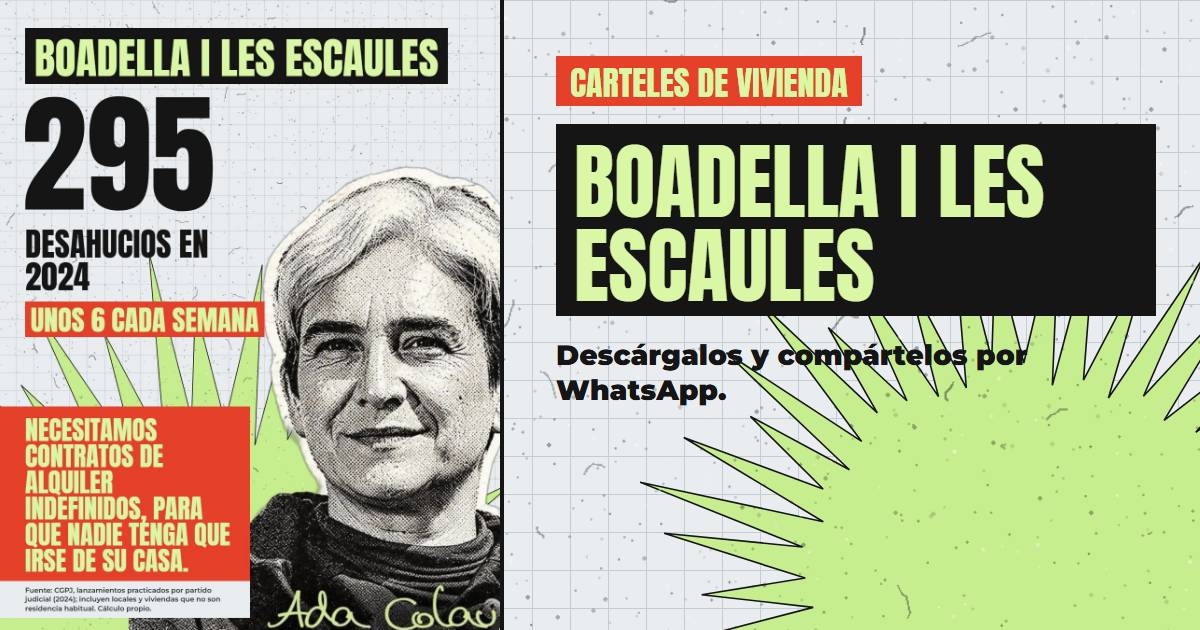 BOADELLA I LES ESCAULES
295
DESAHUCIOS EN
2024
UNOS 6 CADA SEMANA
NECESITAMOS
CONTRATOS DE
ALQUILER
INDEFINIDOS, PARA
QUE NADIE TENGA QUE
IRSE DE SU CASA.
Fuente: CGPJ, lanzamientos practicados por partido
judicial (2024); incluyen locales y viviendas que no son
residencia habitual. Cálculo propio.
Ada Colau
CARTELES DE VIVIENDA
BOADELLA I LES
ESCAULES
Descárgalos y compártelos por
WhatsApp.